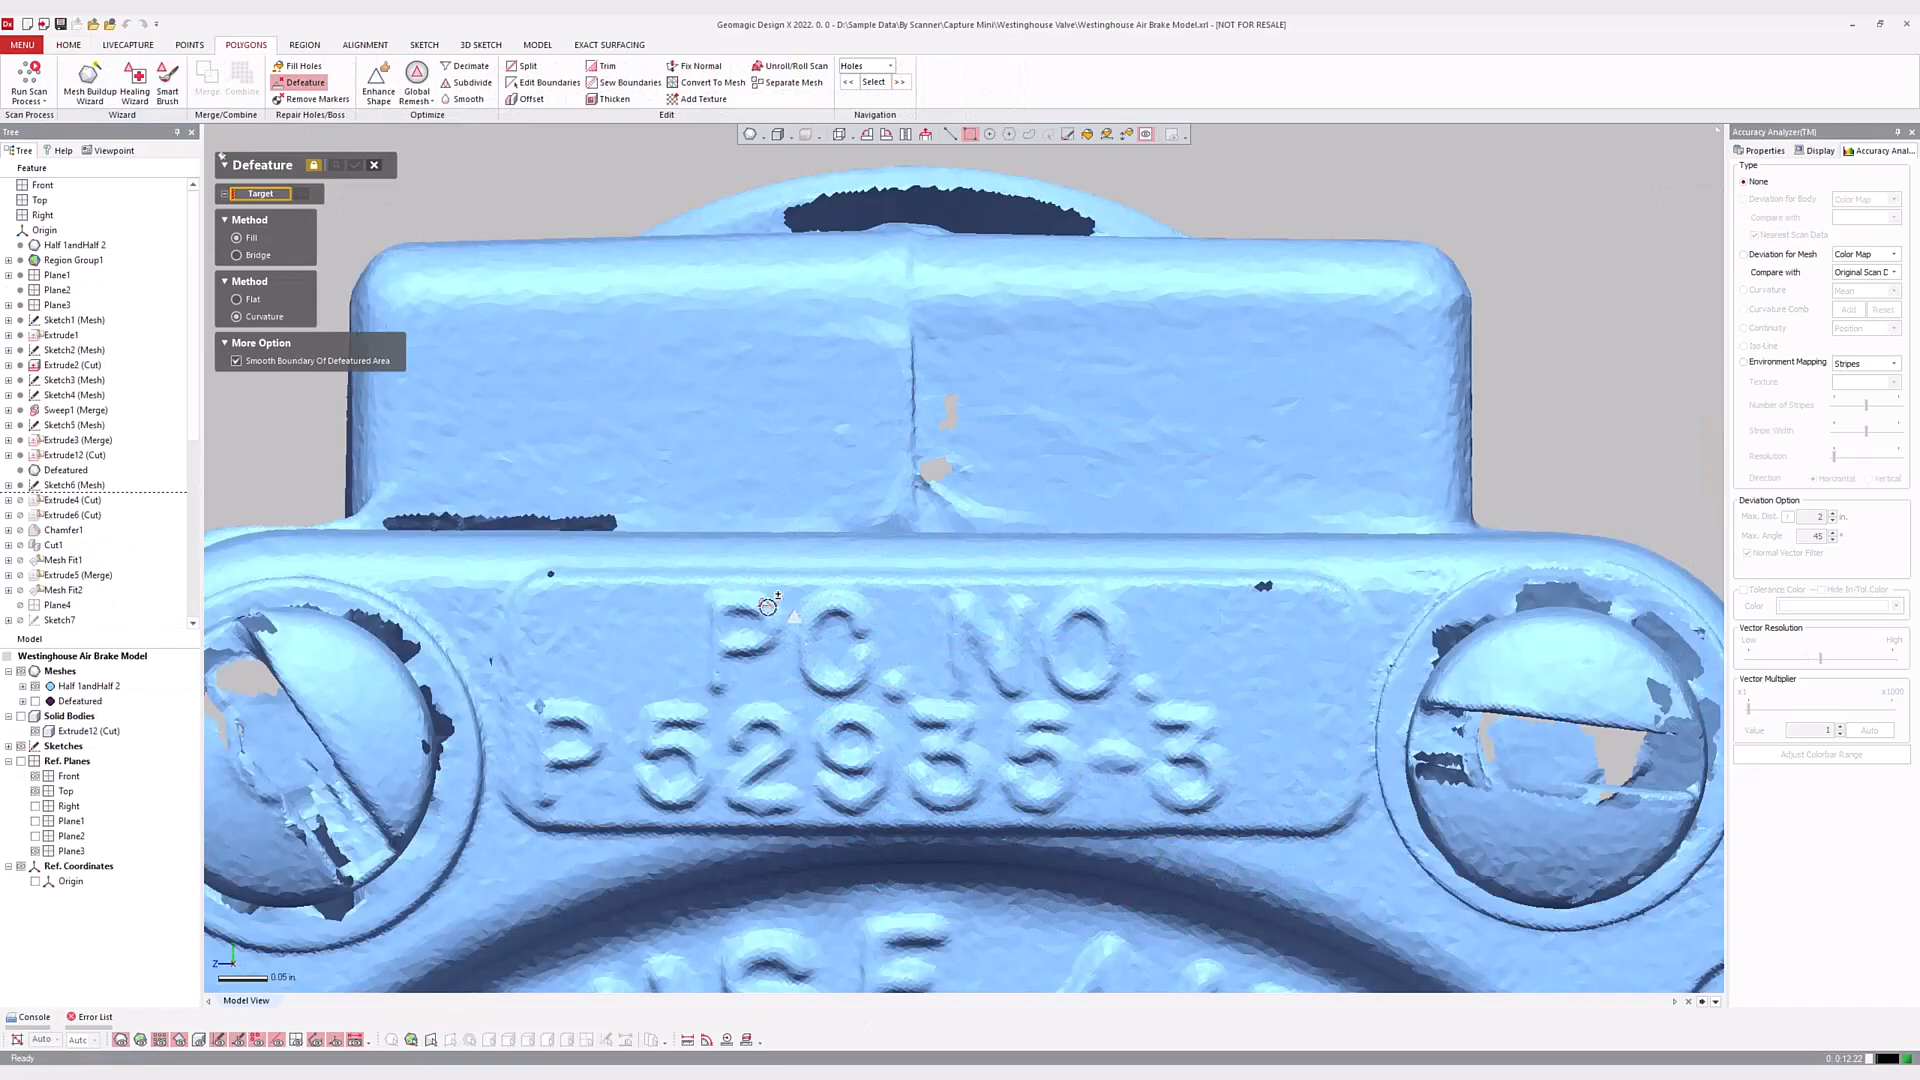 Geomagic Design X 2022. 0. 0 - D:\Sample Data\By Scanner\Capture Mini\Westinghouse Valve\Westinghouse Air Brake Model.xrl - [NOT FOR RESALE]
MENU HOME LIVECAPTURE POINTS POLYGONS REGION ALIGNMENT SKETCH 3D SKETCH MODEL EXACT SURFACING
Run Scan Process
Mesh Buildup Wizard
Healing Wizard
Smart Brush
Merge
Combine
Fill Holes
Defeature
Remove Markers
Enhance Shape
Global Remesh
Decimate
Subdivide
Smooth
Split
Edit Boundaries
Offset
Trim
Sew Boundaries
Thicken
Fix Normal
Convert To Mesh
Add Texture
Unroll/Roll Scan
Separate Mesh
Holes
<< Select >>
Scan Process Wizard Merge/Combine Repair Holes/Boss Optimize Edit Navigation
Tree
Tree Help Viewpoint
Feature
Front
Top
Right
Origin
Half 1andHalf 2
Region Group1
Plane1
Plane2
Plane3
Sketch1 (Mesh)
Extrude1
Sketch2 (Mesh)
Extrude2 (Cut)
Sketch3 (Mesh)
Sketch4 (Mesh)
Sweep1 (Merge)
Sketch5 (Mesh)
Extrude3 (Merge)
Extrude12 (Cut)
Defeatured
Sketch6 (Mesh)
Extrude4 (Cut)
Extrude6 (Cut)
Chamfer1
Cut1
Mesh Fit1
Extrude5 (Merge)
Mesh Fit2
Plane4
Sketch7
Model
Westinghouse Air Brake Model
Meshes
Half 1andHalf 2
Defeatured
Solid Bodies
Extrude12 (Cut)
Sketches
Ref. Planes
Front
Top
Right
Plane1
Plane2
Plane3
Ref. Coordinates
Origin
Defeature
Target
Method
Fill
Bridge
Method
Flat
Curvature
More Option
Smooth Boundary Of Defeatured Area
PC.NO.
P52935-3
Z
0.05 in.
Model View
Accuracy Analyzer(TM)
Properties Display Accuracy Anal...
Type
None
Deviation for Body Color Map
Compare with
Nearest Scan Data
Deviation for Mesh Color Map
Compare with Original Scan D
Curvature Mean
Curvature Comb Add Reset
Continuity Position
Iso-Line
Environment Mapping Stripes
Texture
Number of Stripes
Stripe Width
Resolution
Direction Horizontal Vertical
Deviation Option
Max. Dist. 2 in.
Max. Angle 45 °
Normal Vector Filter
Tolerance Color Hide In-Tol.Color
Color
Vector Resolution
Low High
Vector Multiplier
x1 x1000
Value 1 Auto
Adjust Colorbar Range
Console Error List
Auto Autc
Ready
0: 0:12.22